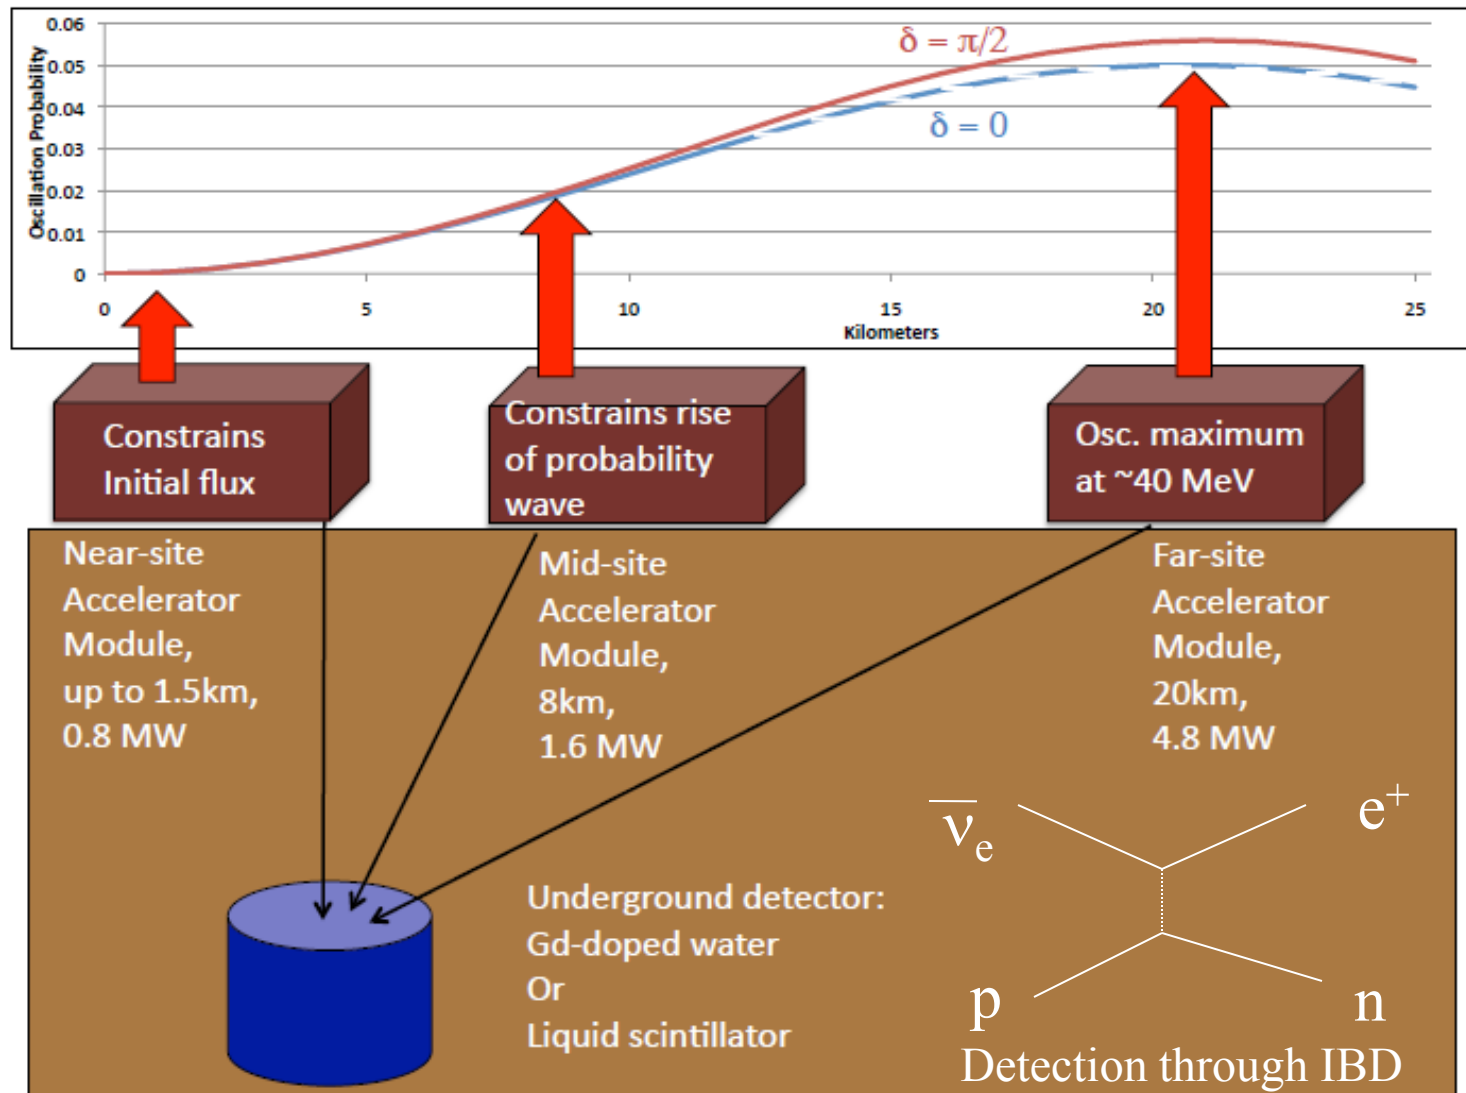 0.06
0.05
0.04
0.03
0.02
0.01
0
Oscillation Probability
δ = π/2
δ = 0
0
5
10
15
20
25
Kilometers
Constrains
Initial flux
Constrains rise
of probability
wave
Osc. maximum
at ~40 MeV
Near-site
Accelerator
Module,
up to 1.5km,
0.8 MW
Mid-site
Accelerator
Module,
8km,
1.6 MW
Far-site
Accelerator
Module,
20km,
4.8 MW
Underground detector:
Gd-doped water
Or
Liquid scintillator
ν̅e
e+
p
n
Detection through IBD